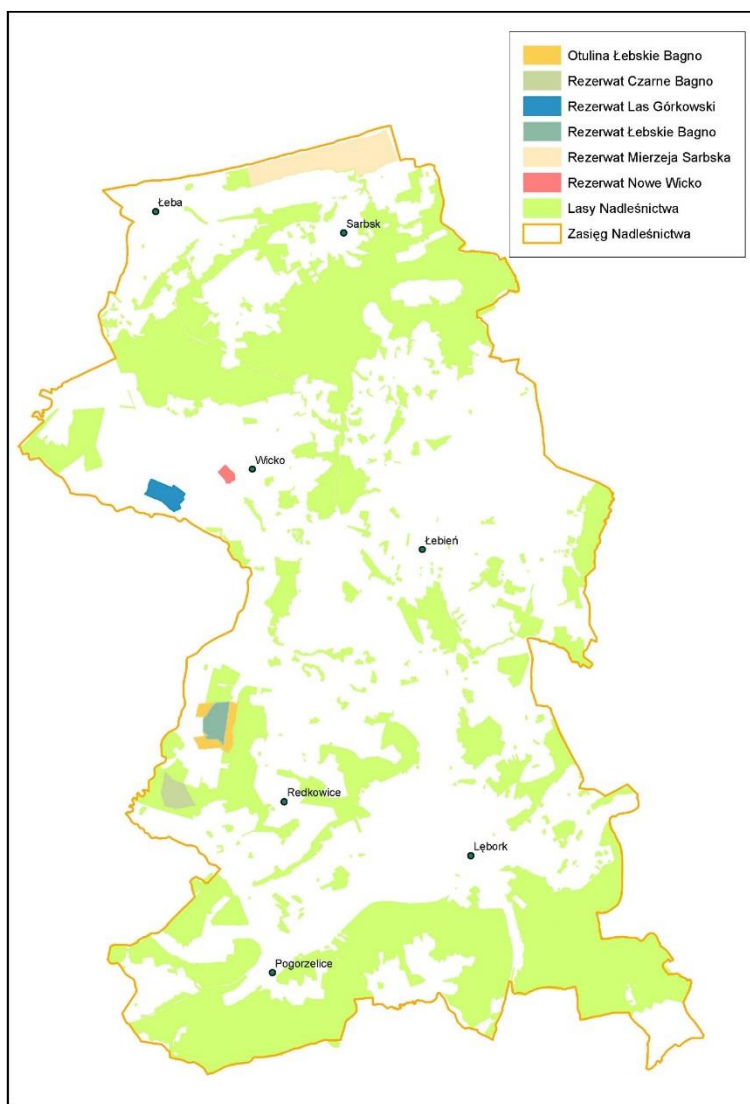 Otulina Łebskie Bagno
Rezerwat Czarne Bagno
Rezerwat Las Górkowski
Rezerwat Łebskie Bagno
Rezerwat Mierzeja Sarbska
Rezerwat Nowe Wicko
Lasy Nadleśnictwa
Zasięg Nadleśnictwa
Łeba
Sarbsk
Wicko
Łebień
Redkowice
Lębork
Pogorzelice